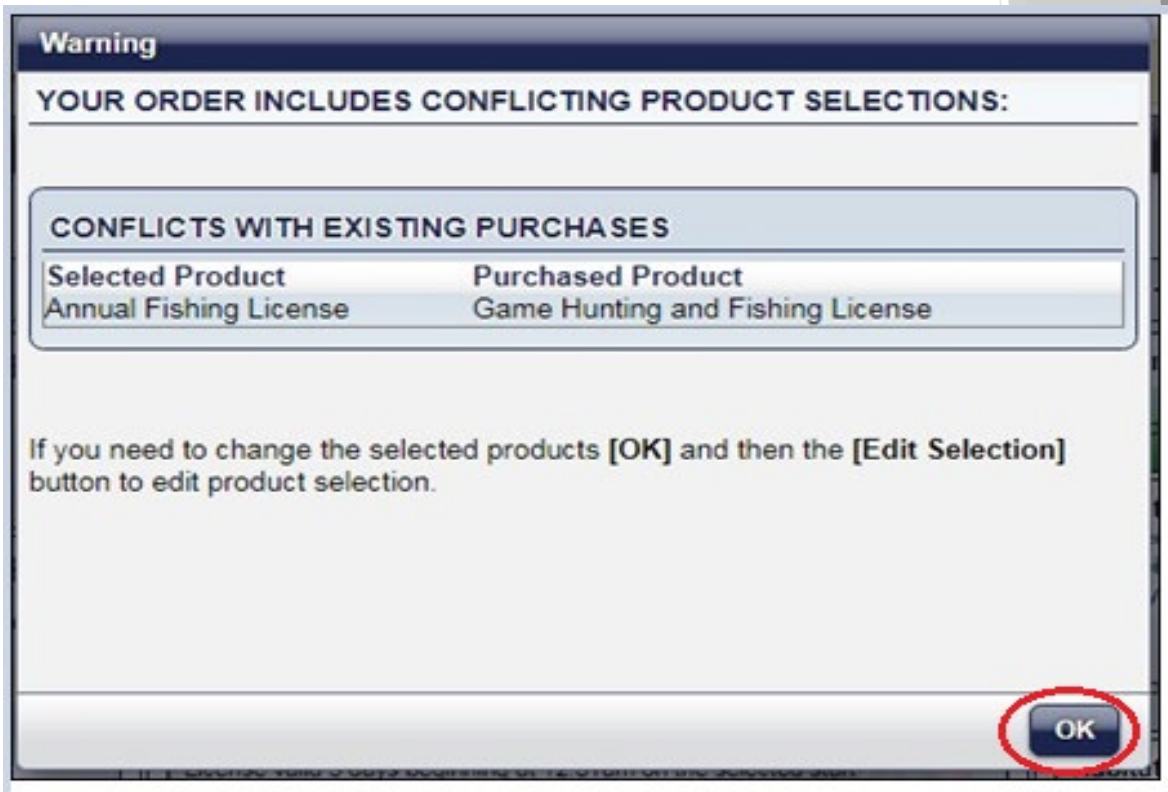 Warning
YOUR ORDER INCLUDES CONFLICTING PRODUCT SELECTIONS:
CONFLICTS WITH EXISTING PURCHASES
Selected Product Purchased Product
Annual Fishing License Game Hunting and Fishing License
If you need to change the selected products [OK] and then the [Edit Selection]
button to edit product selection.
OK